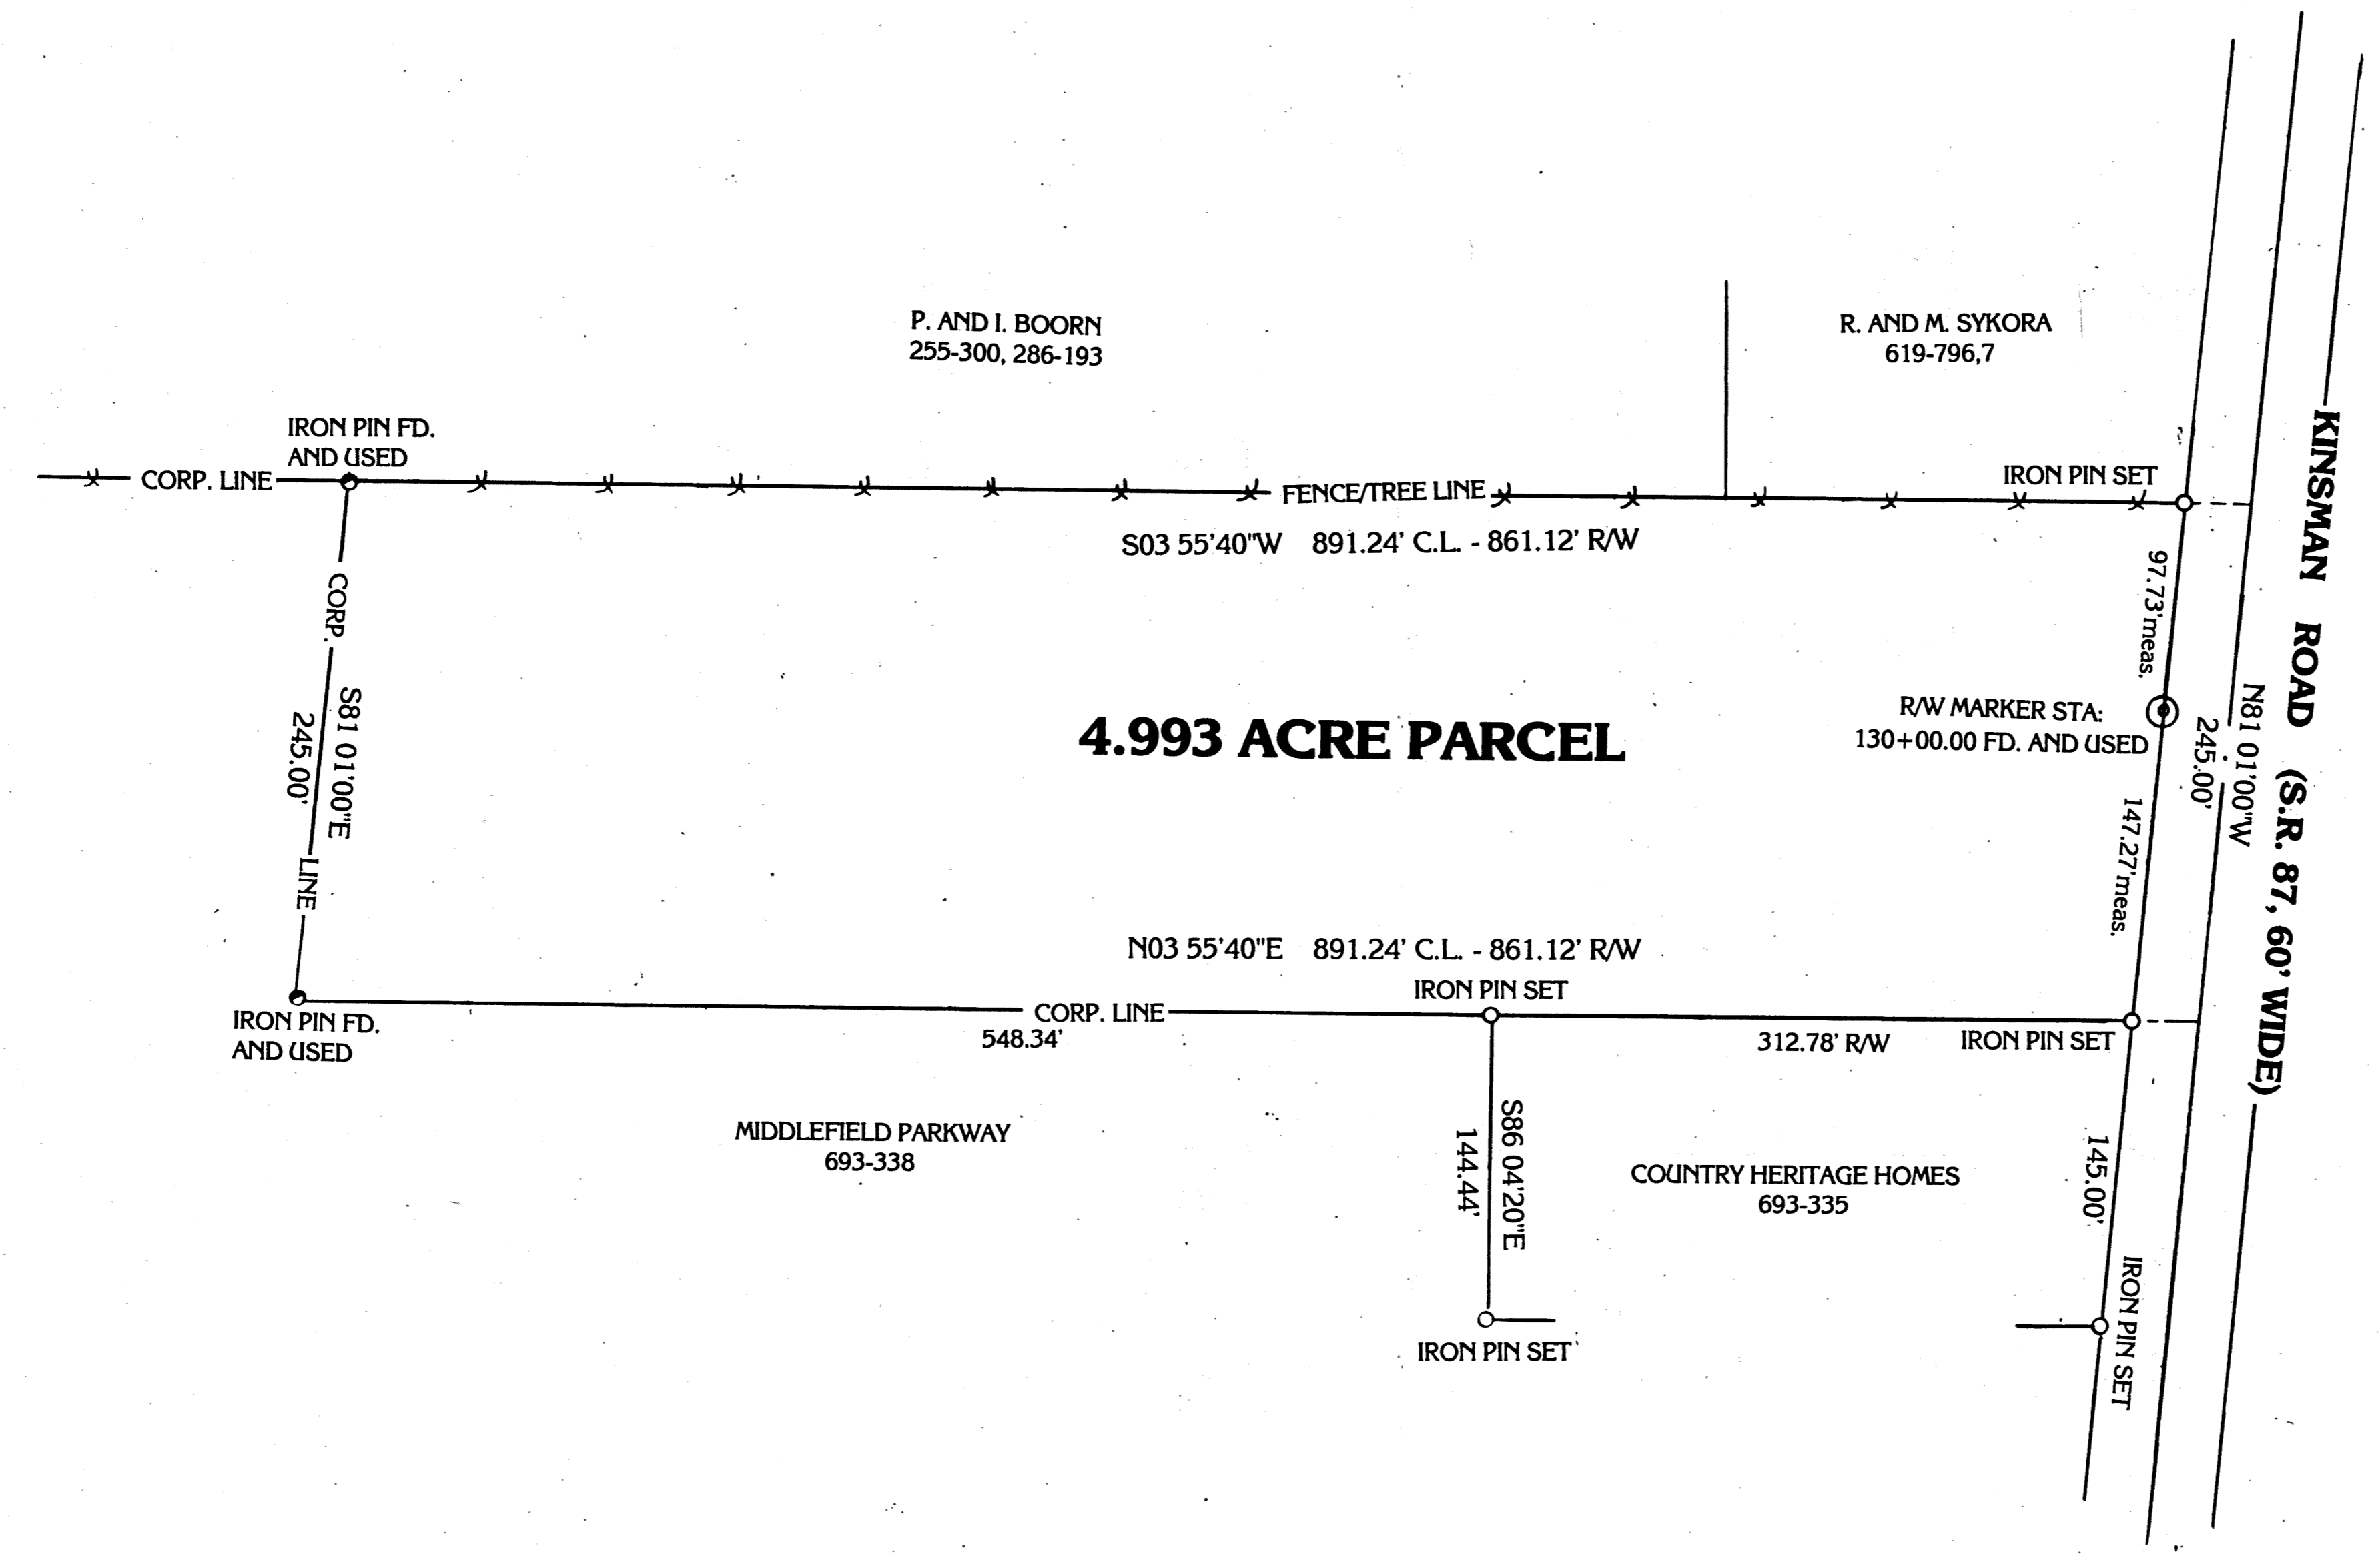 P. AND I. BOORN
255-300, 286-193
R. AND M. SYKORA
619-796,7
IRON PIN FD.
AND USED
CORP. LINE
FENCE/TREE LINE
IRON PIN SET
S03 55'40"W 891.24' C.L. - 861.12' R/W
KINSMAN ROAD (S.R. 87, 60' WIDE)
97.73' meas.
CORP. LINE
S81 01'00"E
245.00'
4.993 ACRE PARCEL
R/W MARKER STA:
130+00.00 FD. AND USED
N81 01'00"W
245.00'
147.27' meas.
N03 55'40"E 891.24' C.L. - 861.12' R/W
IRON PIN SET
IRON PIN FD.
AND USED
CORP. LINE
548.34'
312.78' R/W
IRON PIN SET
MIDDLEFIELD PARKWAY
693-338
S86 04'20"E
144.44'
COUNTRY HERITAGE HOMES
693-335
145.00'
IRON PIN SET
IRON PIN SET